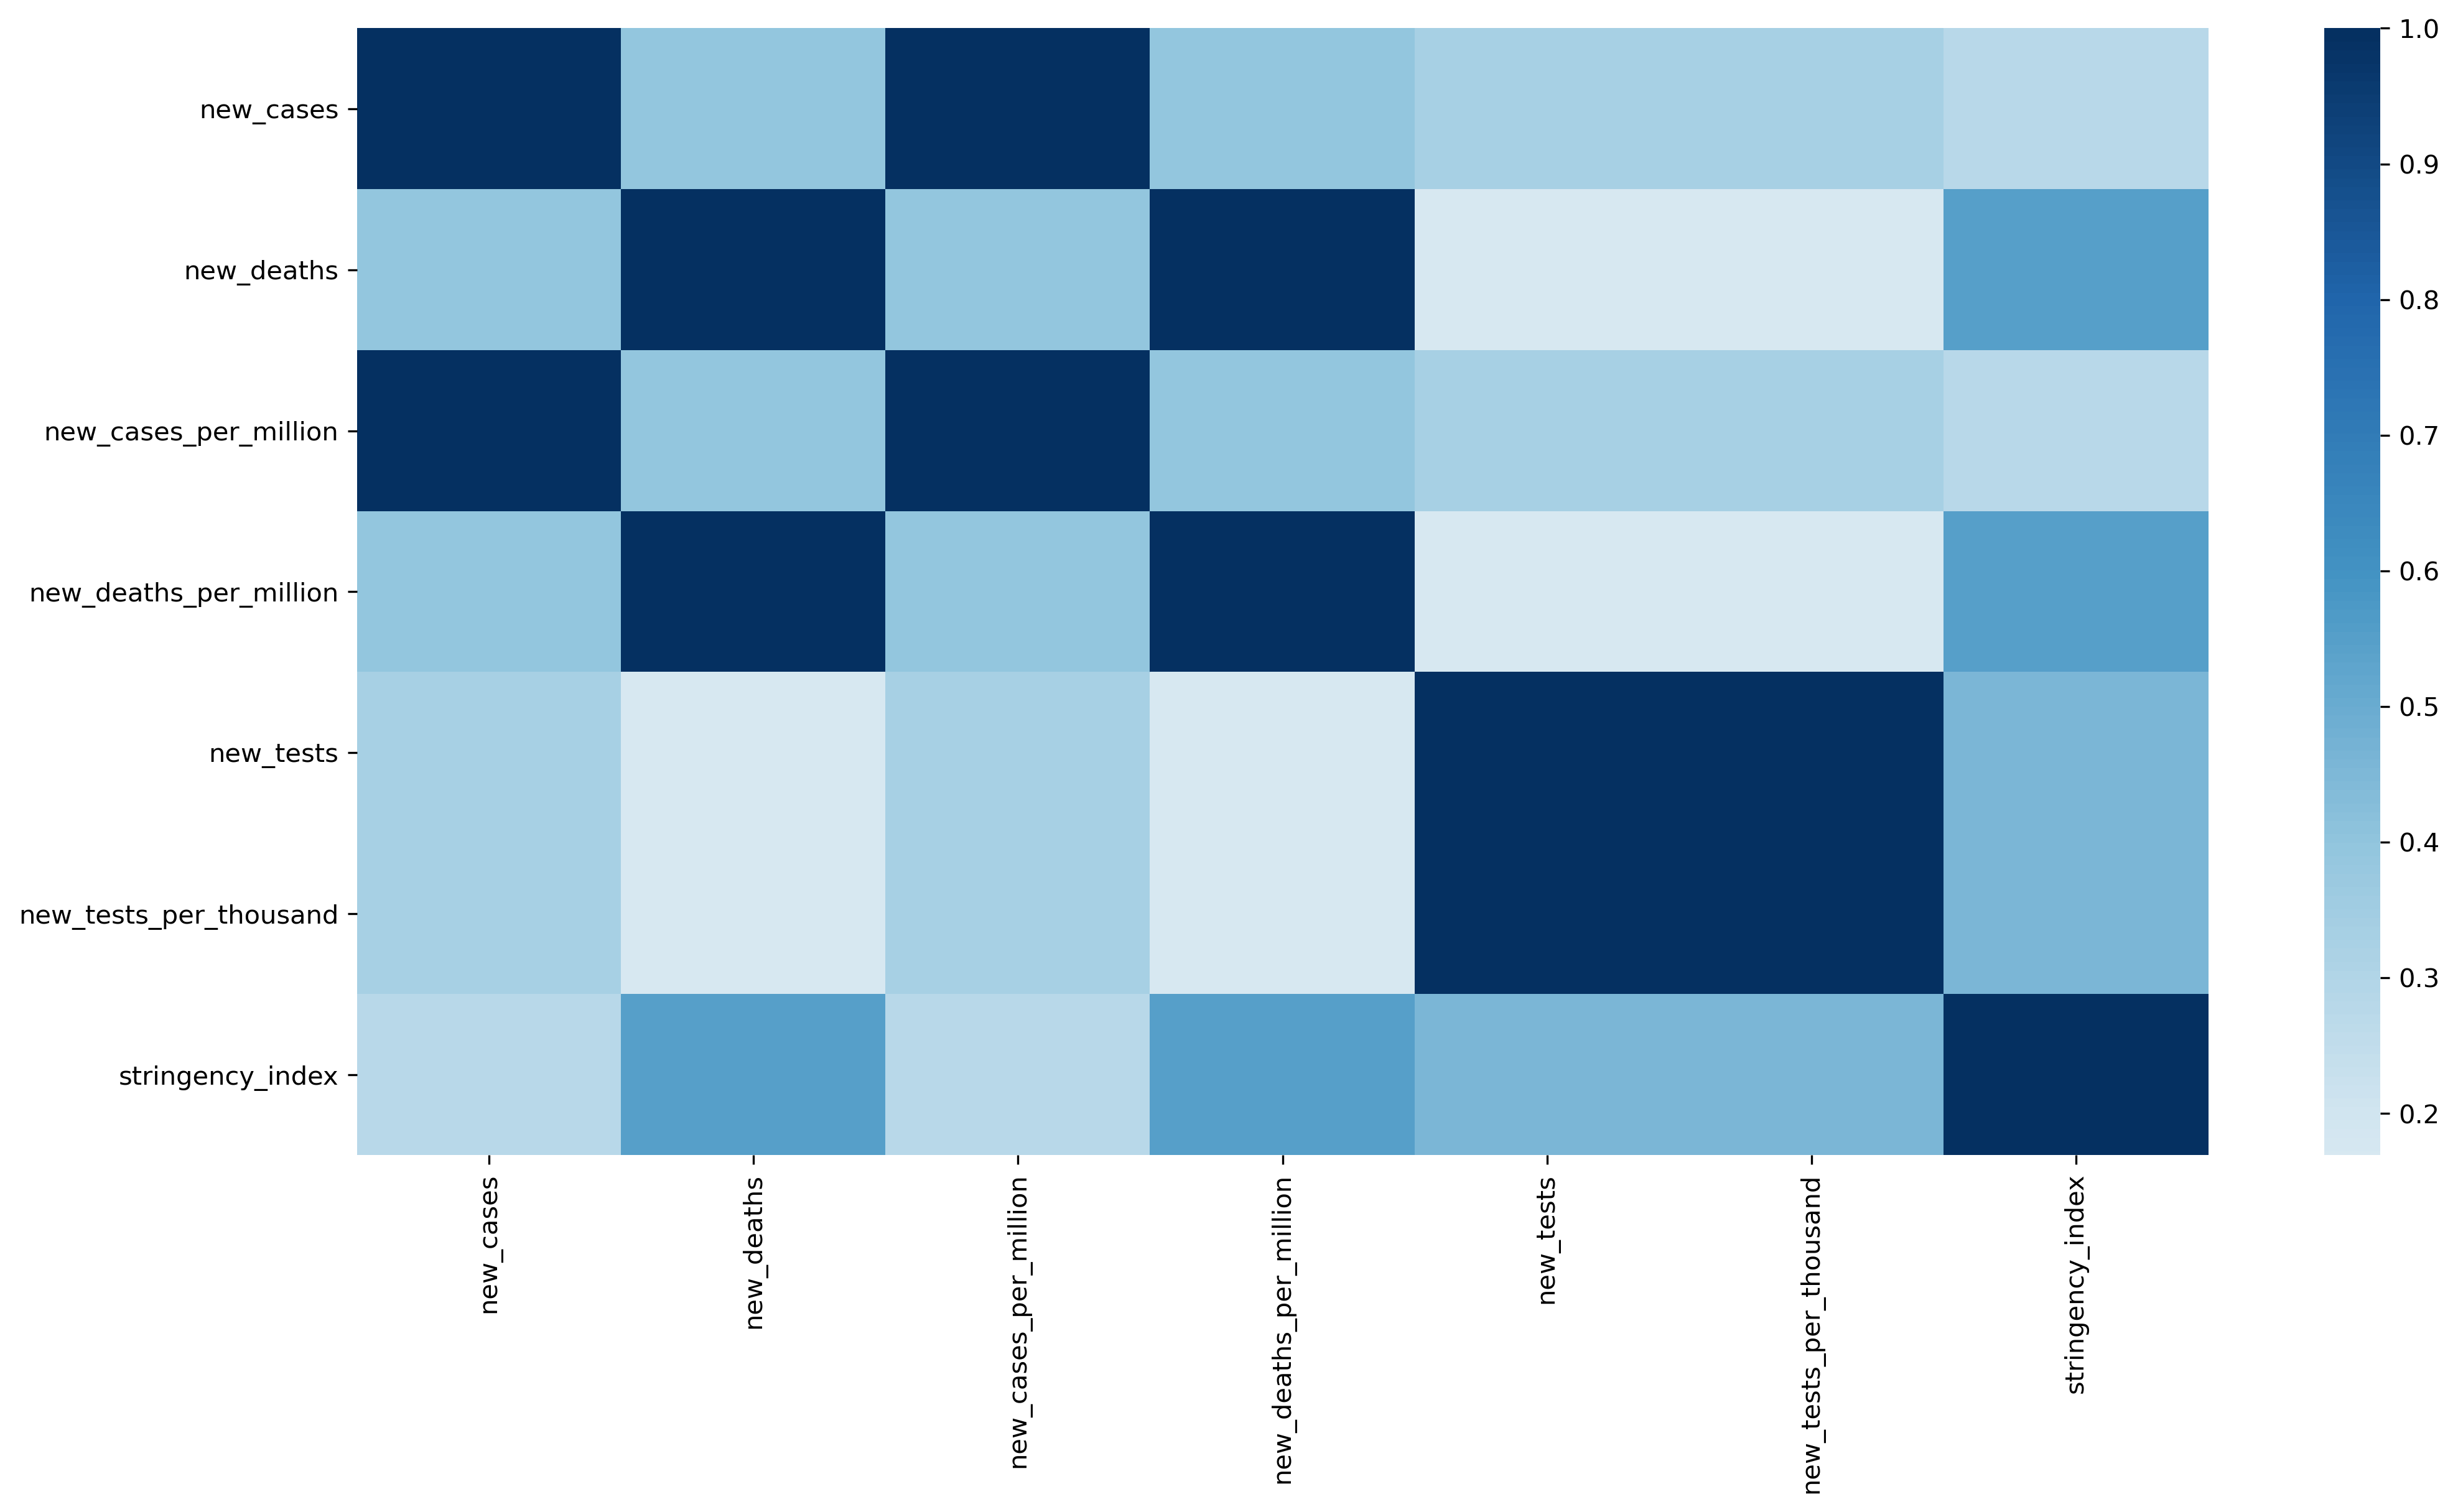 new_cases
new_deaths
new_cases_per_million
new_deaths_per_million
new_tests
new_tests_per_thousand
stringency_index
new_cases
new_deaths
new_cases_per_million
new_deaths_per_million
new_tests
new_tests_per_thousand
stringency_index
1.0
0.9
0.8
0.7
0.6
0.5
0.4
0.3
0.2